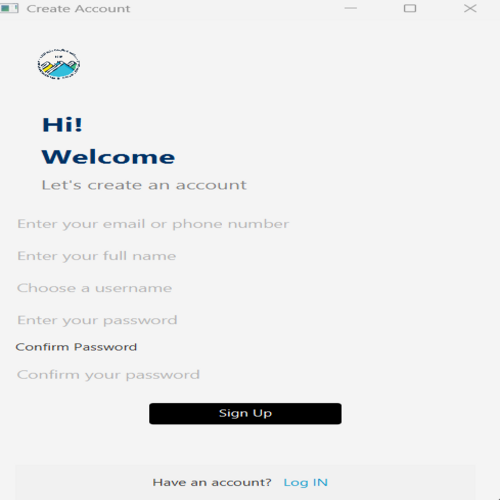 Create Account
Hi!
Welcome
Let's create an account
Enter your email or phone number
Enter your full name
Choose a username
Enter your password
Confirm Password
Confirm your password
Sign Up
Have an account? Log IN